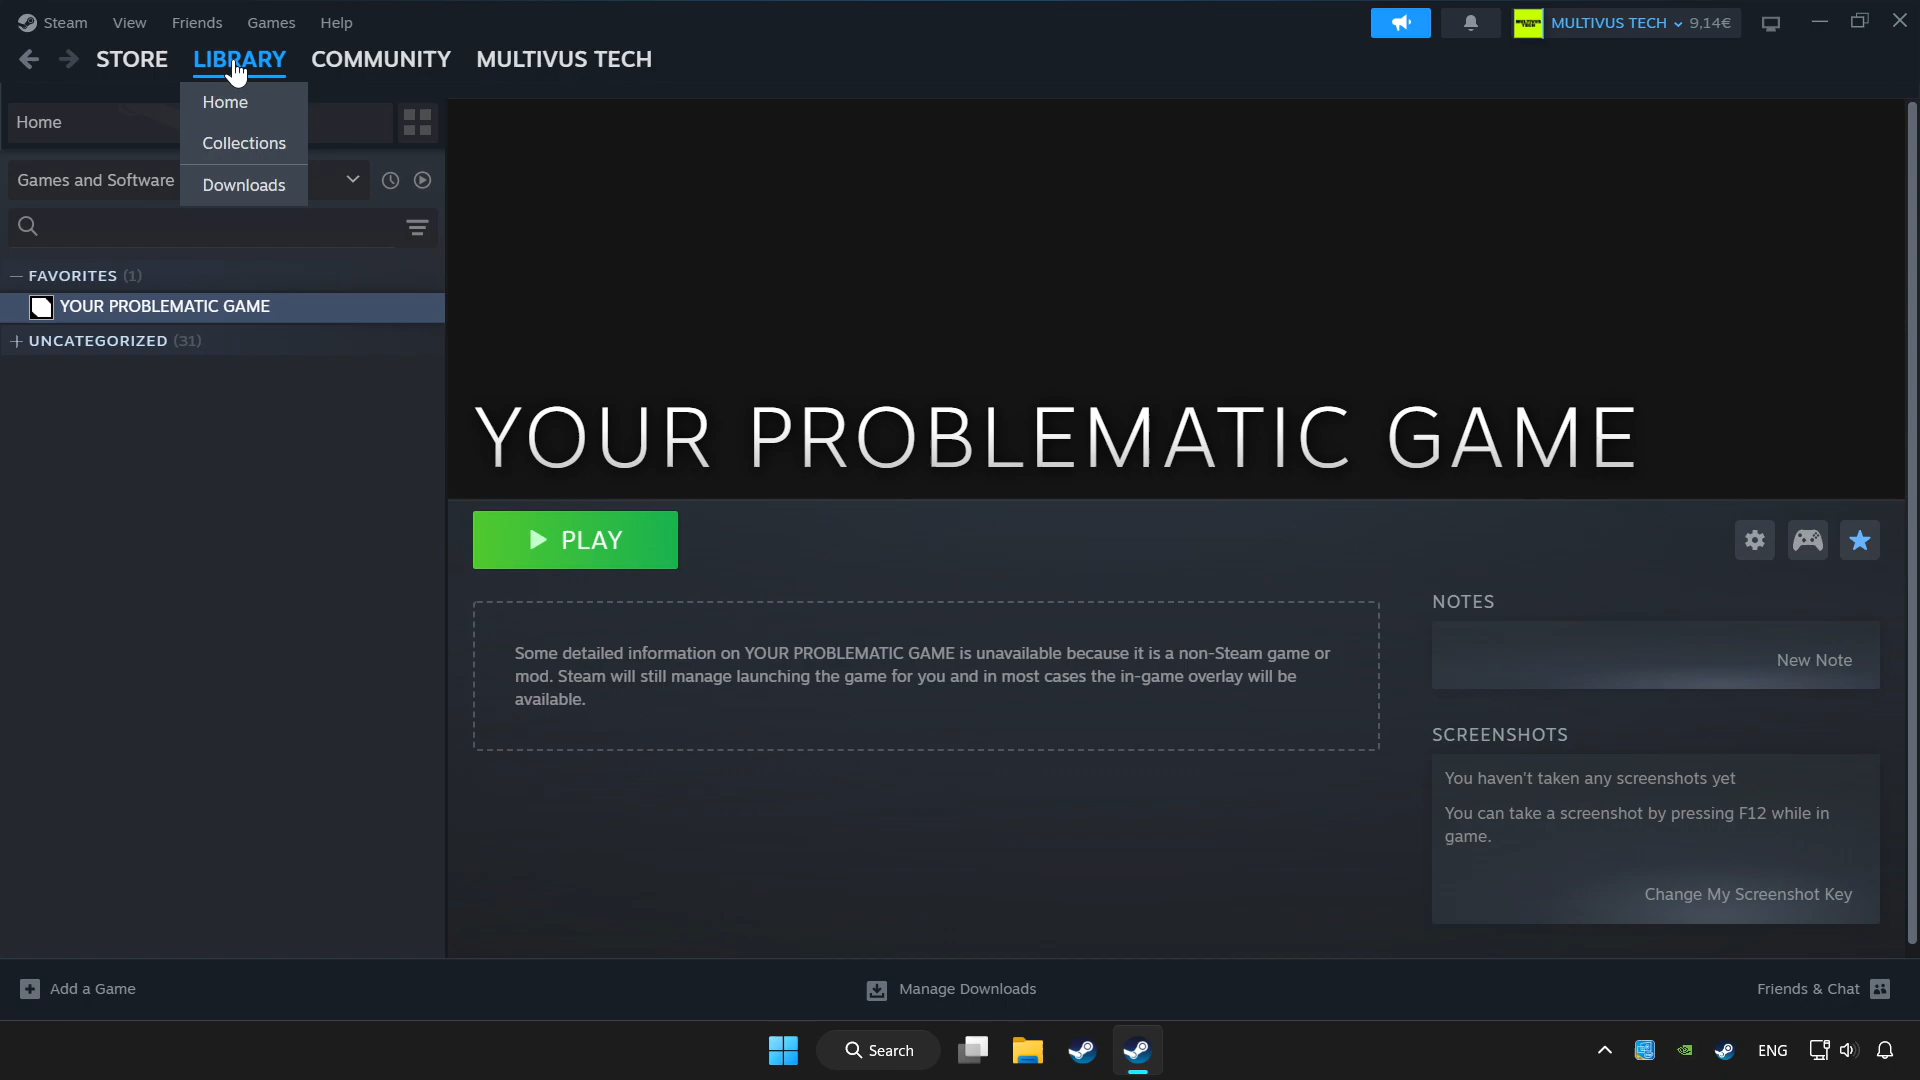 Steam View Friends Games Help
MULTIVUS TECH 9,14€
STORE LIBRARY COMMUNITY MULTIVUS TECH
Home
Collections
Downloads
Home
Games and Software
FAVORITES (1)
YOUR PROBLEMATIC GAME
UNCATEGORIZED (31)
YOUR PROBLEMATIC GAME
PLAY
Some detailed information on YOUR PROBLEMATIC GAME is unavailable because it is a non-Steam game or
mod. Steam will still manage launching the game for you and in most cases the in-game overlay will be
available.
NOTES
New Note
SCREENSHOTS
You haven't taken any screenshots yet
You can take a screenshot by pressing F12 while in
game.
Change My Screenshot Key
Add a Game
Manage Downloads
Friends & Chat
Search
ENG